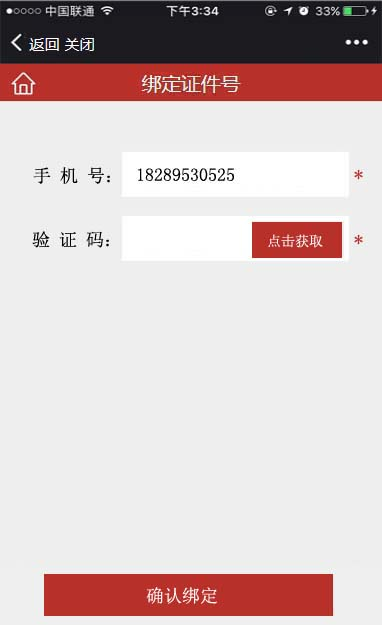 中国联通 下午3:34 33%
返回 关闭
绑定证件号
手 机 号: 18289530525 *
验 证 码: 点击获取 *
确认绑定